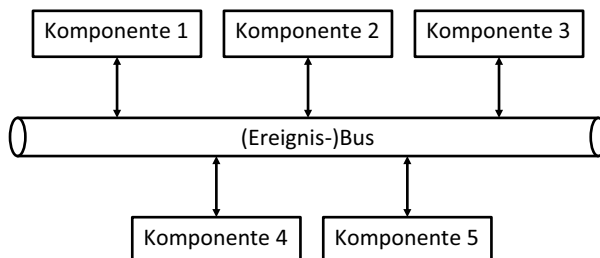 Komponente 1
Komponente 2
Komponente 3
(Ereignis-)Bus
Komponente 4
Komponente 5